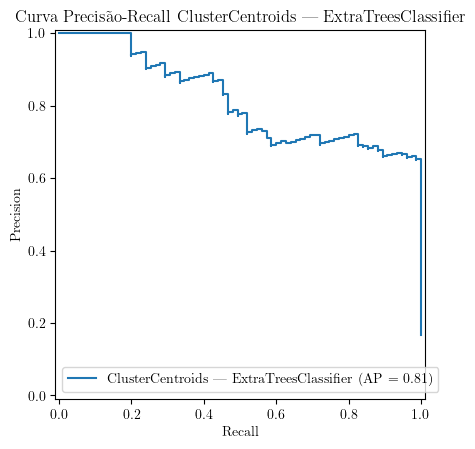 Curva Precisão-Recall ClusterCentroids — ExtraTreesClassifier
1.0
0.8
0.6
0.4
0.2
0.0
Precision
ClusterCentroids — ExtraTreesClassifier (AP = 0.81)
0.0 0.2 0.4 0.6 0.8 1.0
Recall